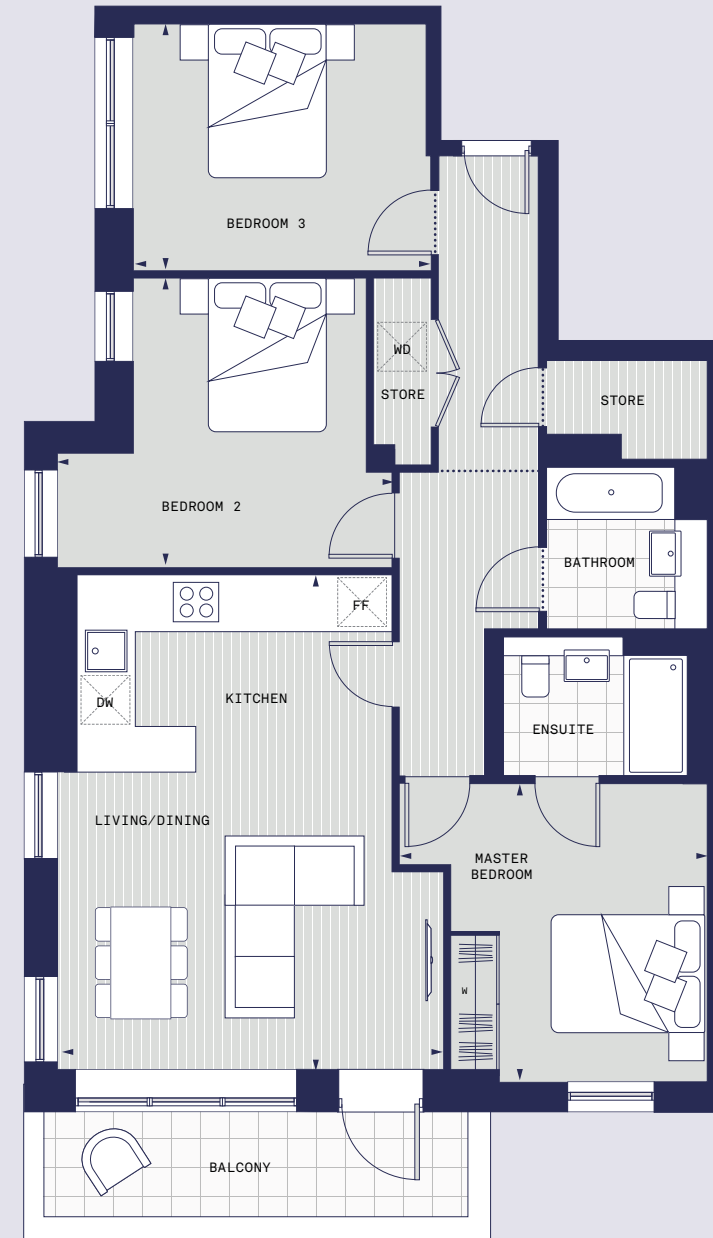 BEDROOM 3
WD
STORE
STORE
BEDROOM 2
BATHROOM
FF
KITCHEN
DW
ENSUITE
LIVING/DINING
MASTER
BEDROOM
W
BALCONY